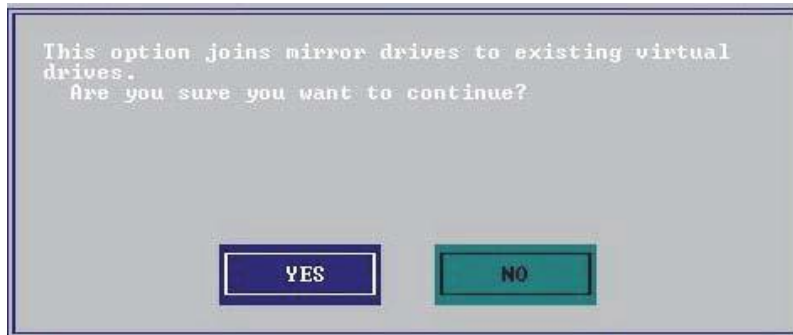 This option joins mirror drives to existing virtual
drives.
Are you sure you want to continue?
YES
NO